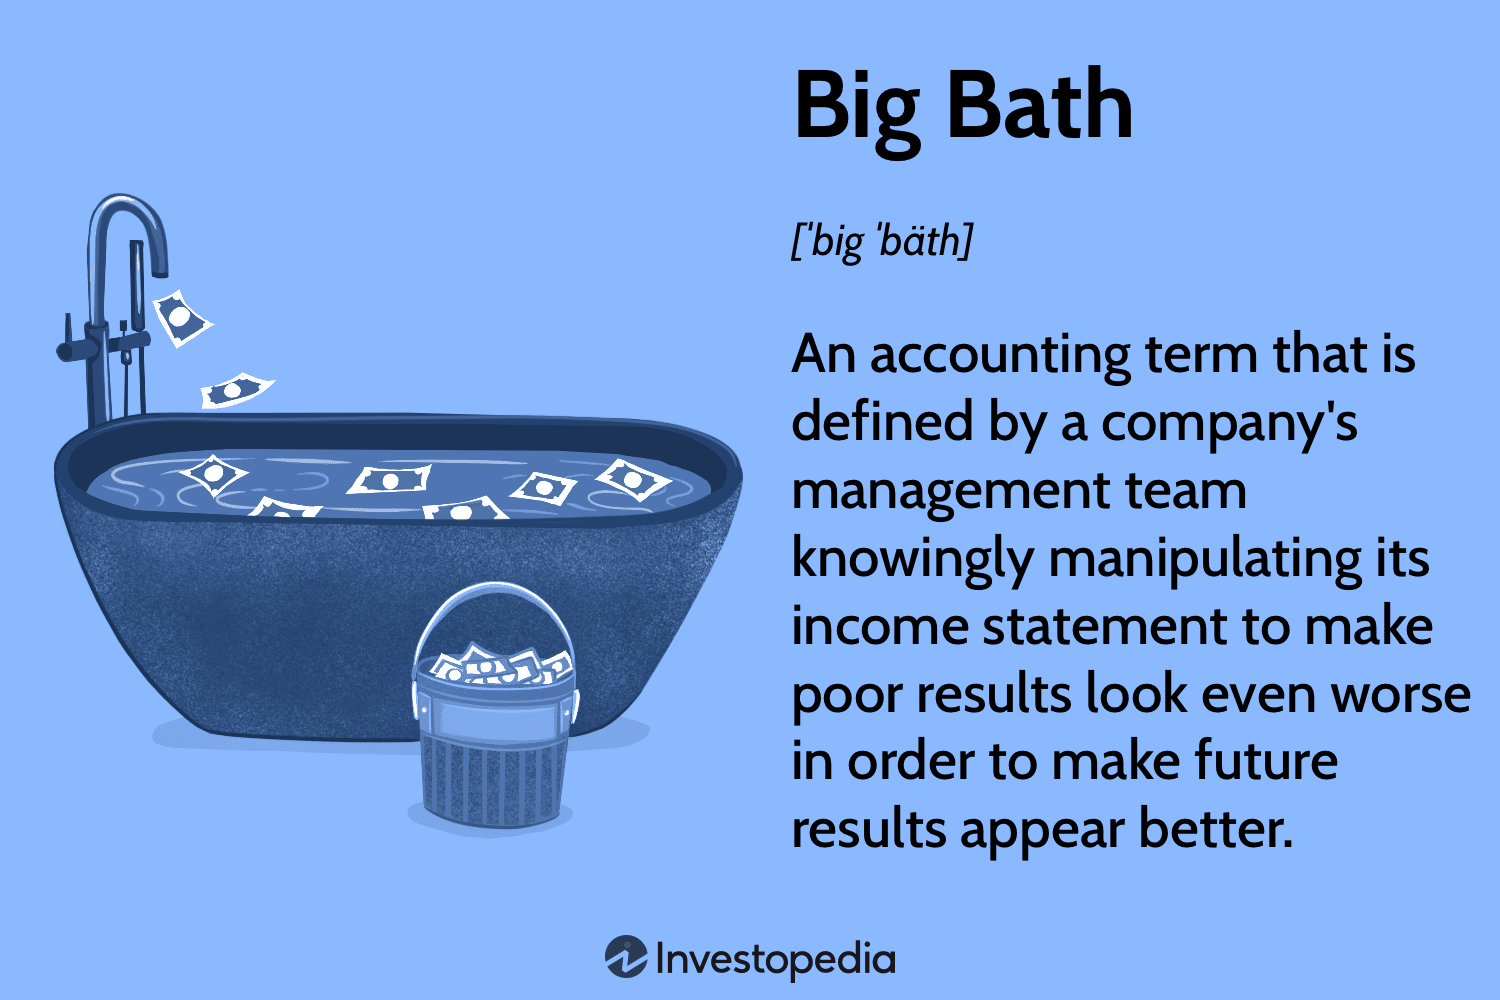 Big Bath
['big 'bäth]
An accounting term that is
defined by a company's
management team
knowingly manipulating its
income statement to make
poor results look even worse
in order to make future
results appear better.
Investopedia